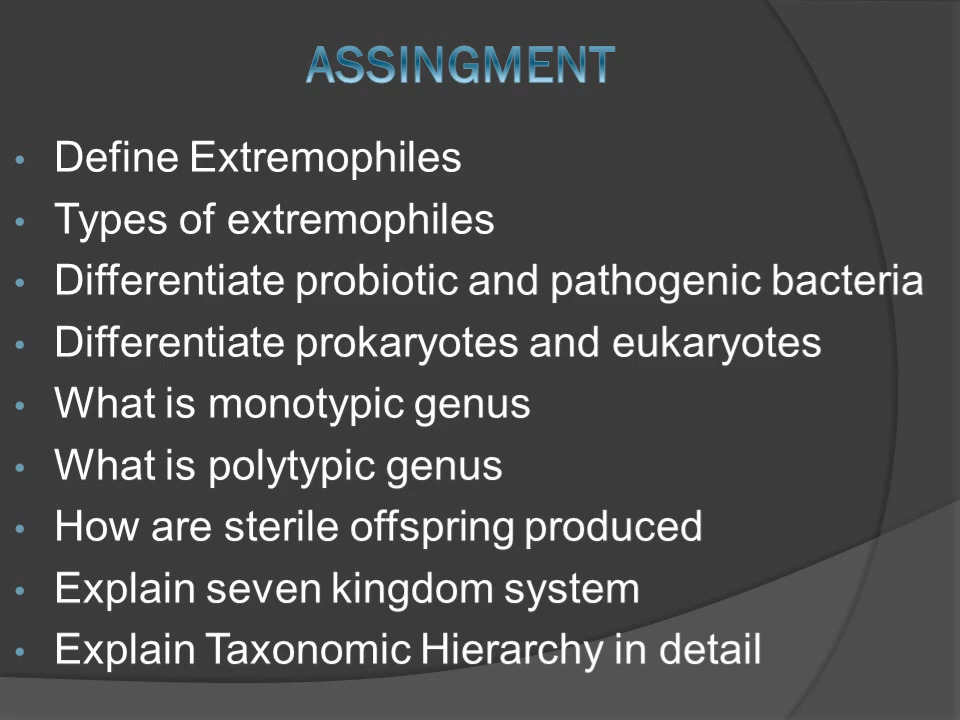 ASSINGMENT
• Define Extremophiles
• Types of extremophiles
• Differentiate probiotic and pathogenic bacteria
• Differentiate prokaryotes and eukaryotes
• What is monotypic genus
• What is polytypic genus
• How are sterile offspring produced
• Explain seven kingdom system
• Explain Taxonomic Hierarchy in detail